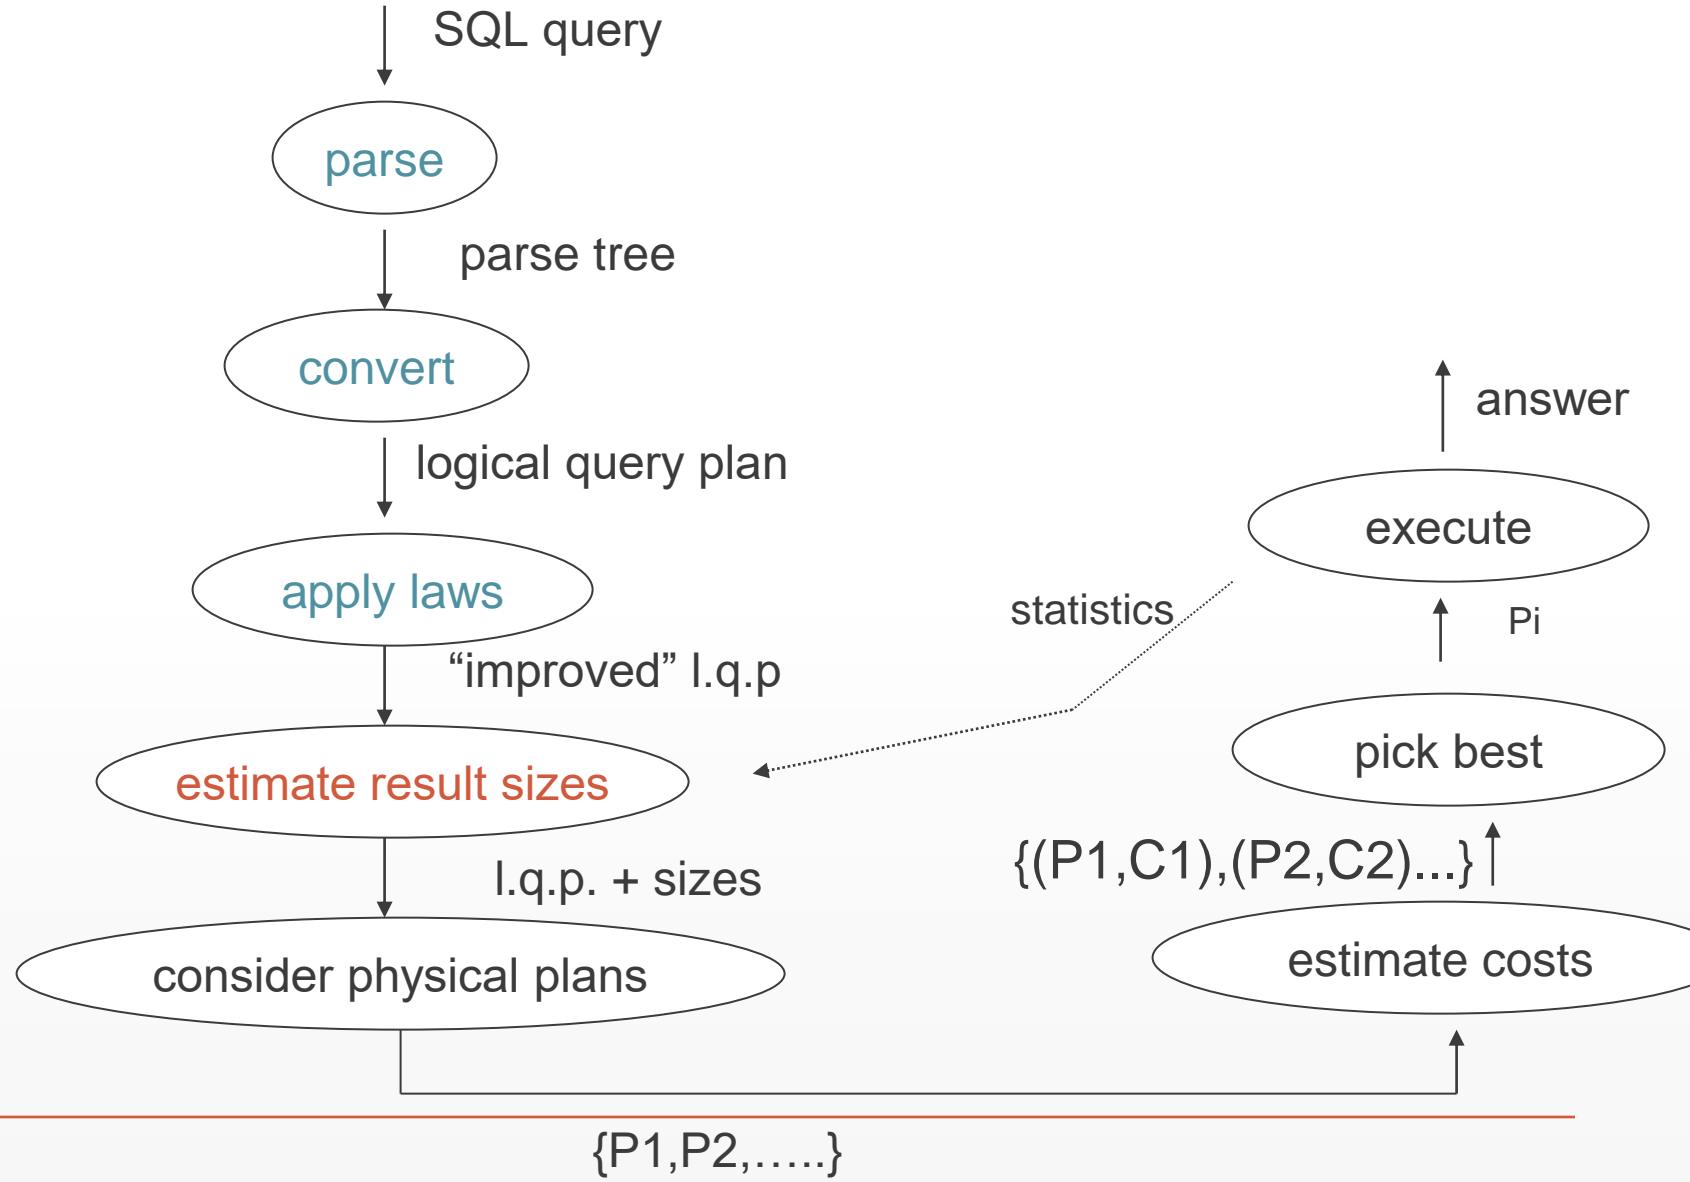 SQL query
parse
parse tree
convert
logical query plan
apply laws
“improved” l.q.p
estimate result sizes
l.q.p. + sizes
consider physical plans
{P1,P2,…..}
estimate costs
{(P1,C1),(P2,C2)...}
pick best
Pi
execute
answer
statistics